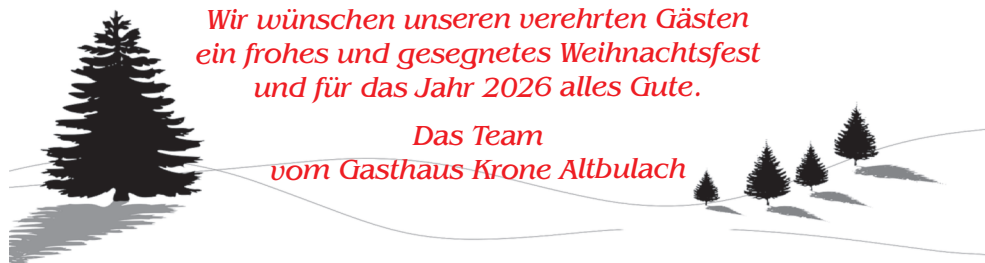 Wir wünschen unseren verehrten Gästen
ein frohes und gesegnetes Weihnachtsfest
und für das Jahr 2026 alles Gute.
Das Team
vom Gasthaus Krone Altbulach